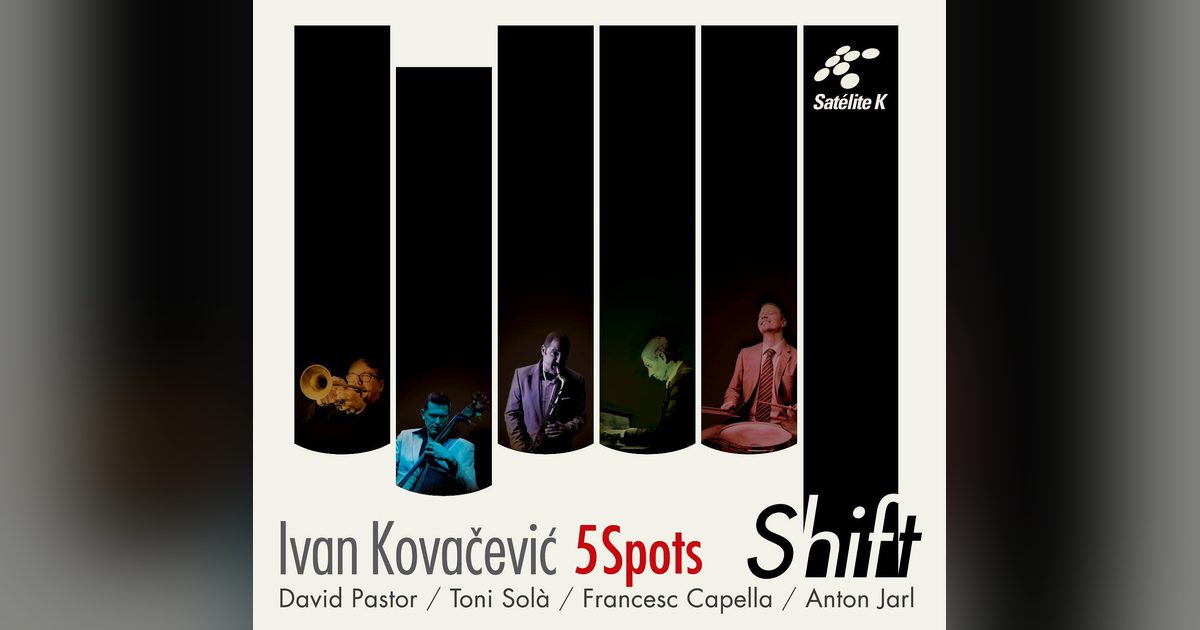 Satélite K
Shift
Ivan Kovačević 5Spots
David Pastor / Toni Solà / Francesc Capella / Anton Jarl